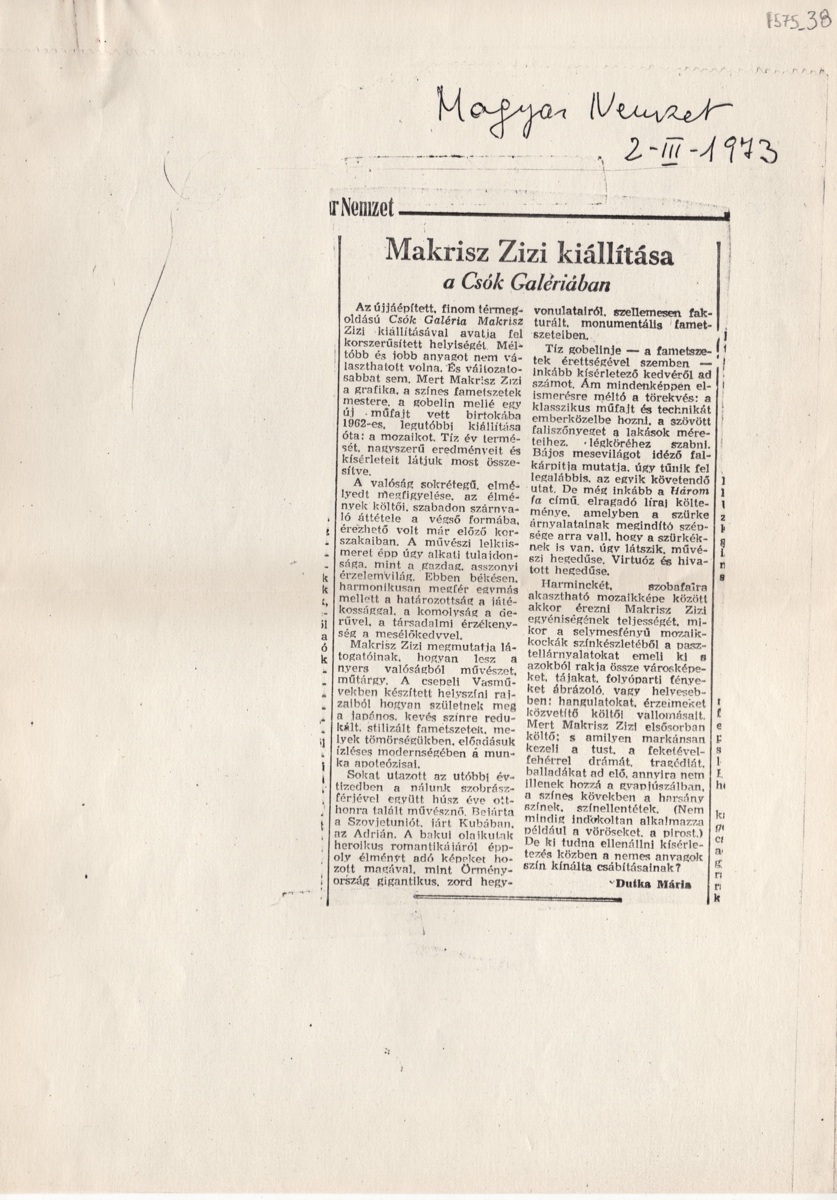 1575_38
Magyar Nemzet
2-III-1973
r Nemzet
Makrisz Zizi kiállítása
a Csók Galériában
Az újjáépített, finom térmeg-
oldású Csók Galéria Makrisz
Zizi kiállításával avatja fel
korszerűsített helyiségét. Mél-
tóbb és jobb anyagot nem vá-
laszthatott volna. És változato-
sabbat sem. Mert Makrisz Zizi
a grafika, a színes fametszetek
mestere, a gobelin mellé egy
új műfajt vett birtokába
1962-es, legutóbbi kiállítása
óta: a mozaikot. Tíz év termé-
sét, nagyszerű eredményeit és
kísérleteit látjuk most össze-
sítve.
A valóság sokrétegű, elmé-
lyedt megfigyelése, az élmé-
nyek költői, szabadon szárnya-
ló áttétele a végső formába,
érezhető volt már előző kor-
szakaiban. A művészi lelkiis-
meret épp úgy alkati tulajdon-
sága, mint a gazdag, asszonyi
érzelemvilág. Ebben békésen,
harmonikusan megfér egymás
mellett a határozottság a játé-
kossággal, a komolyság a de-
rűvel, a társadalmi érzékeny-
ség a mesélőkedvvel.
Makrisz Zizi megmutatja lá-
togatóinak, hogyan lesz a
nyers valóságból művészet,
műtárgy. A csepeli Vasmű-
vekben készített helyszíni raj-
zaiból hogyan születnek meg
a japános, kevés színre redu-
kált, stilizált fametszetek, me-
lyek tömörségükben, előadásuk
ízléses modernségében a mun-
ka apoteózisai.
Sokat utazott az utóbbi év-
tizedben a nálunk szobrász-
férjével együtt húsz éve ott-
honra talált művésznő. Bejárta
a Szovjetuniót, járt Kubában,
az Adrián. A bakui olajkutak
heroikus romantikájáról épp-
oly élményt adó képeket ho-
zott magával, mint Örmény-
ország gigantikus, zord hegy-
vonulatairól, szellemesen fak-
turált, monumentális famet-
szeteiben.
Tíz gobelinje — a fametsze-
tek érettségével szemben —
inkább kísérletező kedvéről ad
számot. Ám mindenképpen el-
ismerésre méltó a törekvés: a
klasszikus műfajt és technikát
emberközelbe hozni, a szövött
faliszőnyeget a lakások mére-
teihez, légköréhez szabni.
Bájos mesevilágot idéző fal-
kárpitja mutatja, úgy tűnik fel
legalábbis, az egyik követendő
utat. De még inkább a Három
fa című, elragadó lírai költe-
ménye, amelyben a szürke
árnyalatainak megindító szép-
sége arra vall, hogy a szürkék-
nek is van, úgy látszik, művé-
szi hegedűse. Virtuóz és hiva-
tott hegedűse.
Harminckét, szobafalra
akasztható mozaikképe között
akkor érezni Makrisz Zizi
egyéniségének teljességét, mi-
kor a selymesfényű mozaik-
kockák színkészletéből a pasz-
tellárnyalatokat emeli ki s
azokból rakja össze városképe-
ket, tájakat, folyóparti fénye-
ket ábrázoló, vagy helyeseb-
ben: hangulatokat, érzelmeket
közvetítő költői vallomásait.
Mert Makrisz Zizi elsősorban
költő; s amilyen markánsan
kezeli a tust, a feketével-
fehérrel drámát, tragédiát,
balladákat ad elő, annyira nem
illenek hozzá a gyapjúszálban,
a színes kövekben a harsány
színek, színellentétek. (Nem
mindig indokoltan alkalmazza
például a vöröseket, a pirost.)
De ki tudna ellenállni kísérle-
tezés közben a nemes anyagok
szín kínálta csábításainak?
Dutka Mária